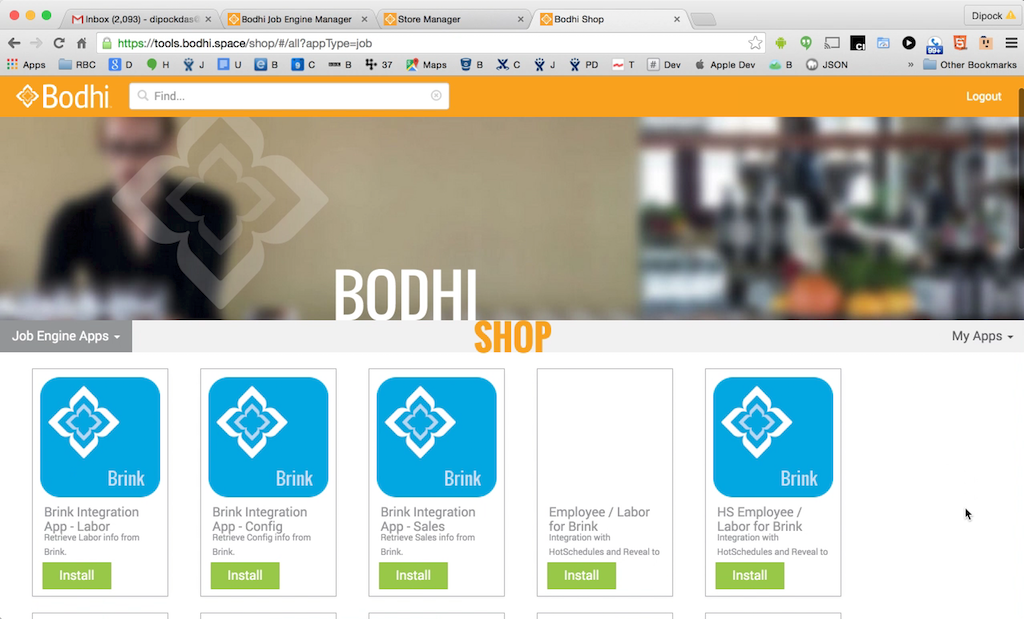 Inbox (2,093) - dipockdas@
Bodhi Job Engine Manager
Store Manager
Bodhi Shop
Dipock
https://tools.bodhi.space/shop/#/all?appType=job
C!
99+
Apps RBC D H J U B C B 37 Maps B C J PD T # Dev Apple Dev B JSON » Other Bookmarks
Bodhi
Find...
Logout
BODHI
SHOP
Job Engine Apps
My Apps
Brink
Brink Integration
App - Labor
Retrieve Labor info from
Brink.
Install
Brink
Brink Integration
App - Config
Retrieve Config info from
Brink.
Install
Brink
Brink Integration
App - Sales
Retrieve Sales info from
Brink.
Install
Employee / Labor
for Brink
Integration with
HotSchedules and Reveal to
Install
Brink
HS Employee /
Labor for Brink
Integration with
HotSchedules and Reveal to
Install